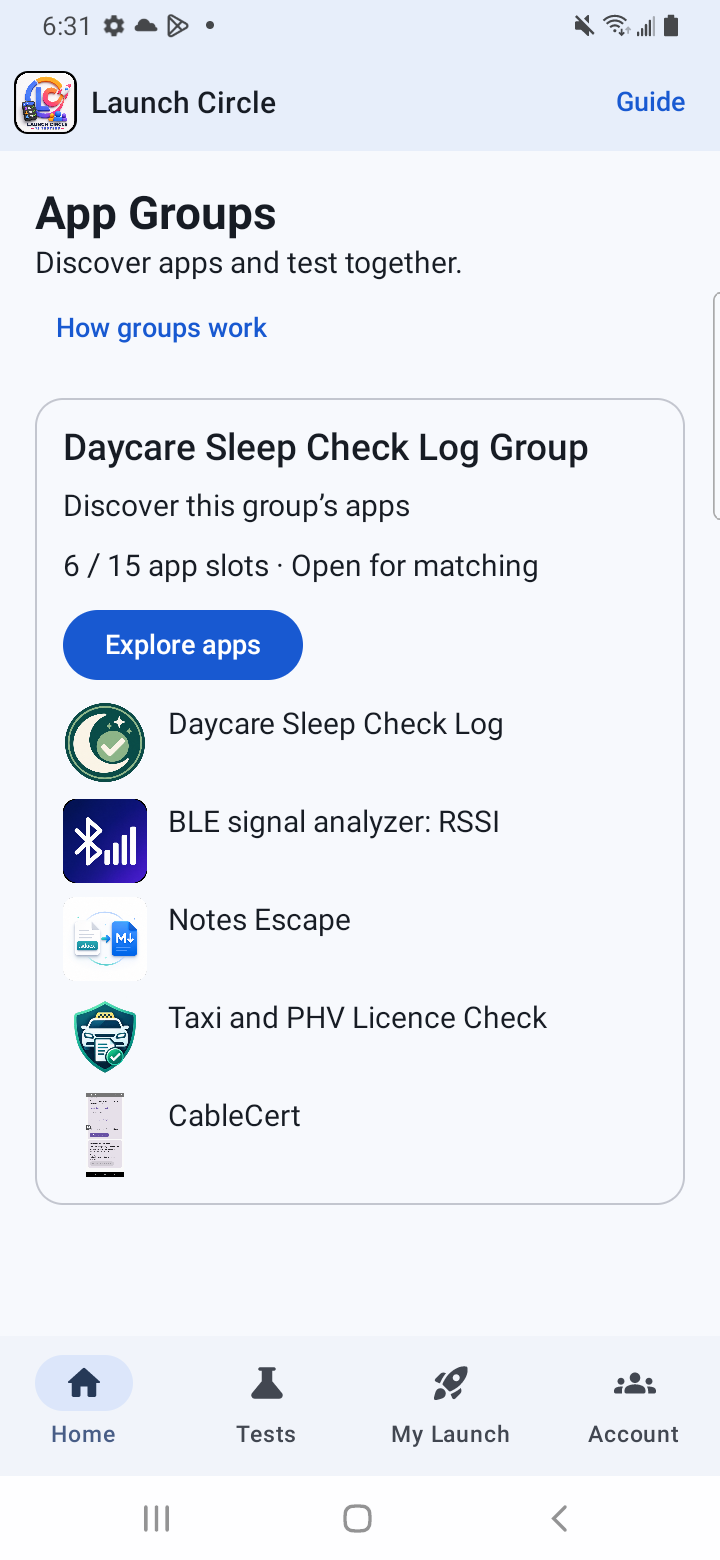 6:31
Launch Circle
Guide
App Groups
Discover apps and test together.
How groups work
Daycare Sleep Check Log Group
Discover this group’s apps
6 / 15 app slots · Open for matching
Explore apps
Daycare Sleep Check Log
BLE signal analyzer: RSSI
Notes Escape
Taxi and PHV Licence Check
CableCert
Home
Tests
My Launch
Account